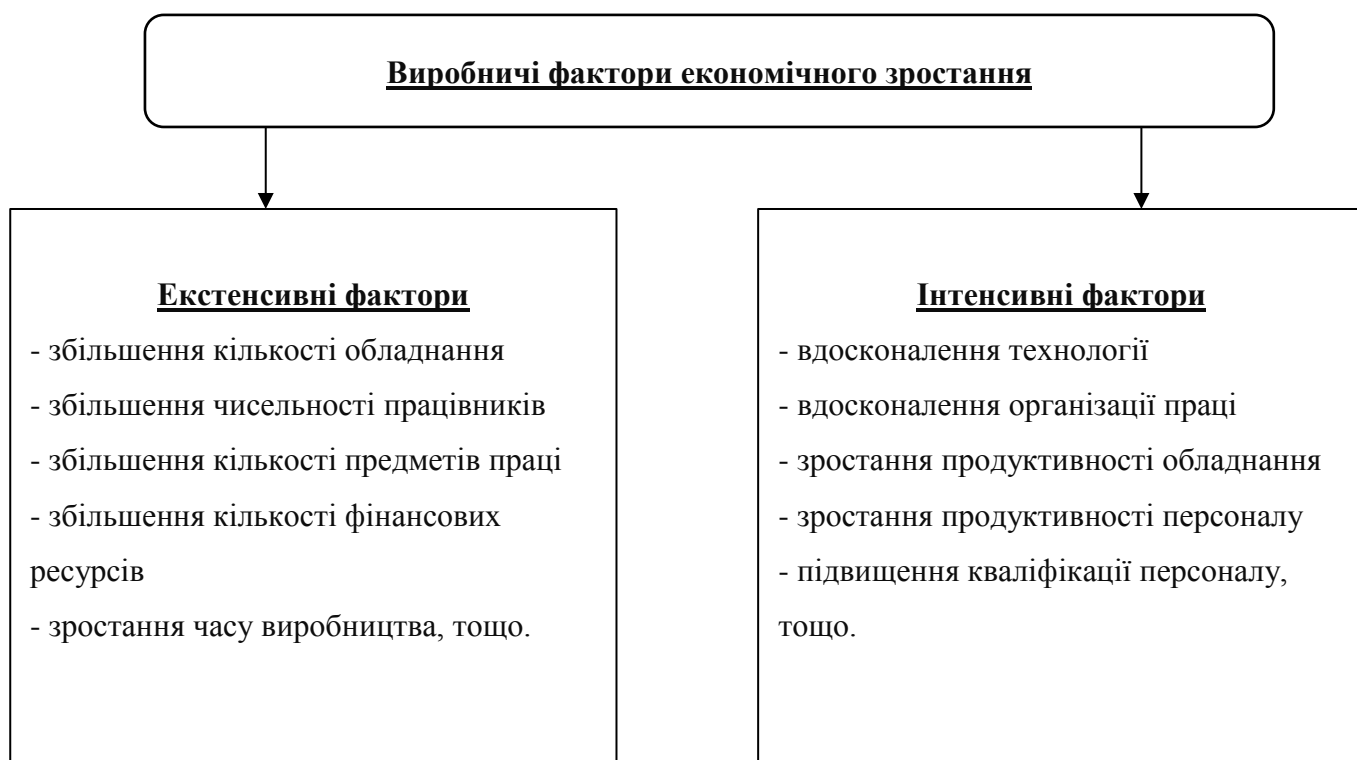 Виробничі фактори економічного зростання
Екстенсивні фактори
- збільшення кількості обладнання
- збільшення чисельності працівників
- збільшення кількості предметів праці
- збільшення кількості фінансових
ресурсів
- зростання часу виробництва, тощо.
Інтенсивні фактори
- вдосконалення технології
- вдосконалення організації праці
- зростання продуктивності обладнання
- зростання продуктивності персоналу
- підвищення кваліфікації персоналу,
тощо.